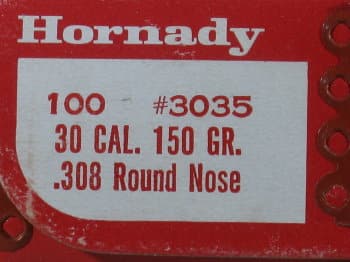 Hornady
100 #3035
30 CAL. 150 GR.
.308 Round Nose